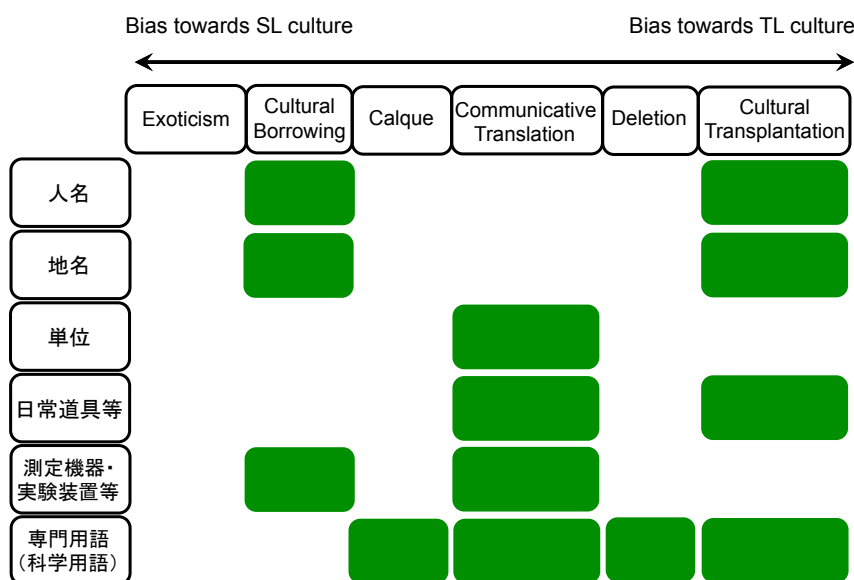 Bias towards SL culture
Bias towards TL culture
Exoticism
Cultural
Borrowing
Calque
Communicative
Translation
Deletion
Cultural
Transplantation
人名
地名
単位
日常道具等
測定機器・
実験装置等
専門用語
（科学用語）